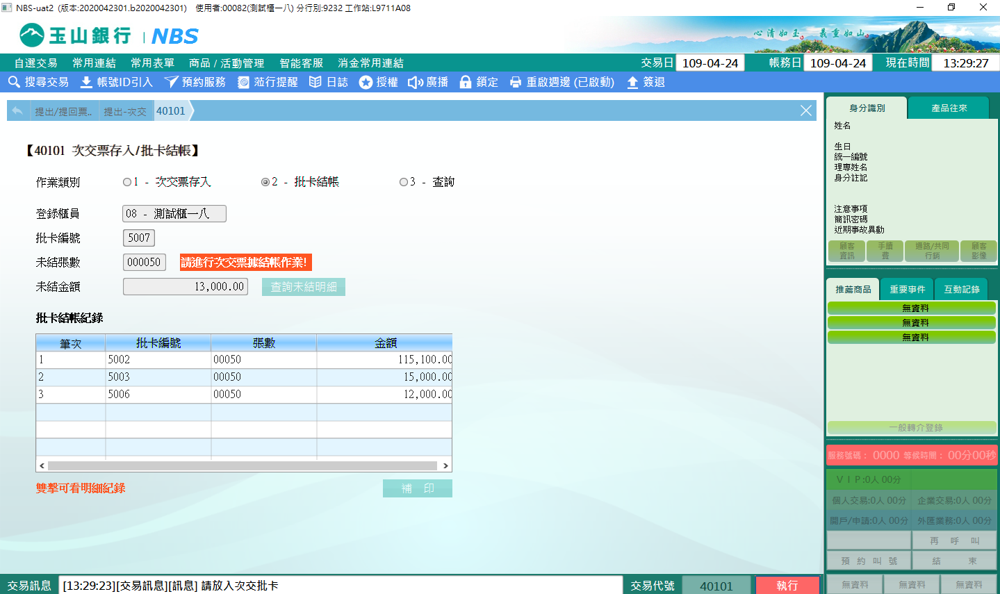 NBS-uat2 (版本:2020042301.b2020042301) 使用者:00082(測試櫃一八) 分行別:9232 工作站:L9711A08
玉山銀行 | NBS
心清如玉。義重如山。
自選交易 常用連結 常用表單 商品/活動管理 智能客服 消金常用連結 交易日 109-04-24 帳務日 109-04-24 現在時間 13:29:27
搜尋交易 帳號ID引入 預約服務 蒞行提醒 日誌 授權 廣播 鎖定 重啟週邊 (已啟動) 簽退
提出/提回票.. 提出-次交 40101
【40101 次交票存入/批卡結帳】
作業類別 1 - 次交票存入 2 - 批卡結帳 3 - 查詢
登錄櫃員 08 - 測試櫃一八
批卡編號 5007
未結張數 000050 請進行次交票據結帳作業!
未結金額 13,000.00 查詢未結明細
批卡結帳紀錄
筆次 批卡編號 張數 金額
1 5002 00050 115,100.00
2 5003 00050 15,000.00
3 5006 00050 12,000.00
雙擊可看明細紀錄 補 印
交易訊息 [13:29:23][交易訊息][訊息] 請放入次交批卡 交易代號 40101 執行
身分識別 產品往來
姓名
生日
統一編號
理專姓名
身分註記
注意事項
簡訊密碼
近期事故異動
顧客資訊 手續費 通路/共同行銷 顧客影像
推薦商品 重要事件 互動記錄
無資料
無資料
無資料
一般轉介登錄
服務號碼: 0000 等候時間: 00分00秒
VIP:0人 00分
個人交易:0人 00分 企業交易:0人 00分
開戶/申請:0人 00分 外匯業務:0人 00分
再 呼 叫
預 約 叫 號 結 束
無資料 無資料 無資料